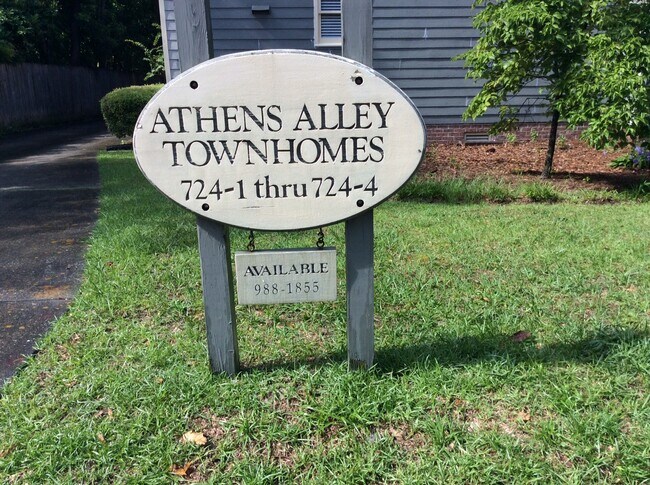 ATHENS ALLEY
TOWNHOMES
724-1 thru 724-4
AVAILABLE
988-1855